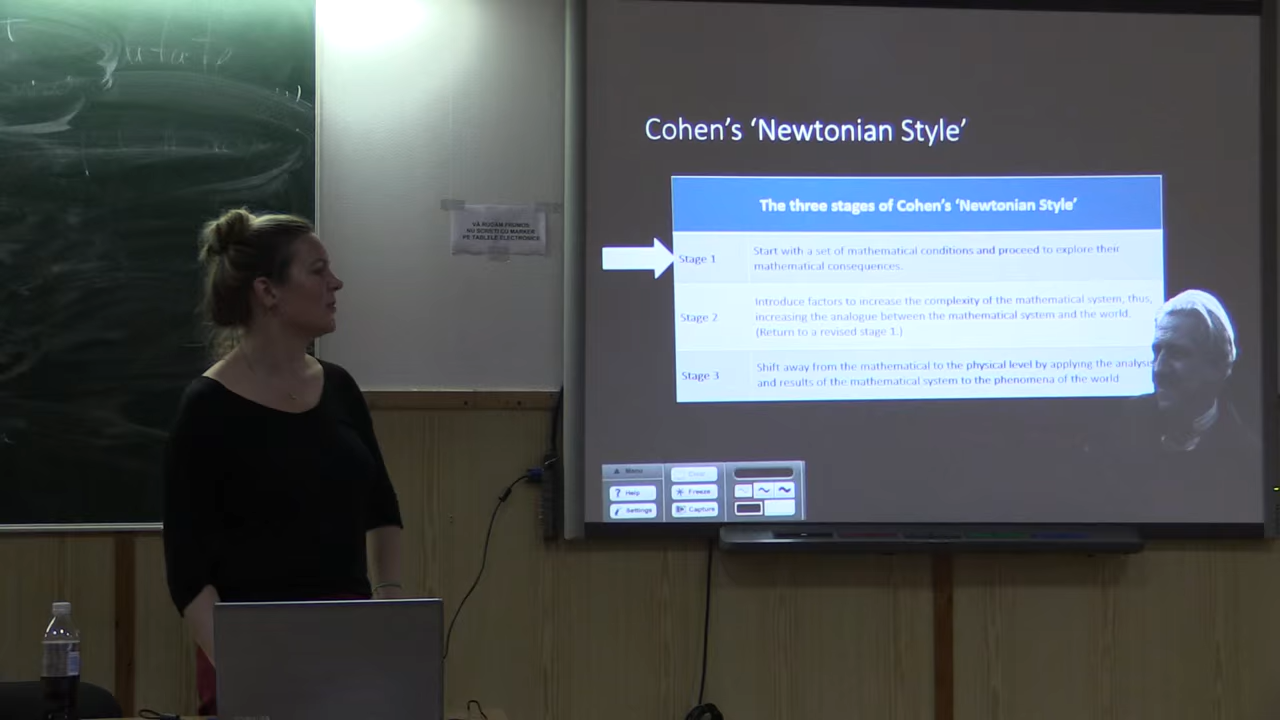 Cohen's 'Newtonian Style'
The three stages of Cohen's 'Newtonian Style'
Stage 1
Start with a set of mathematical conditions and proceed to explore their
mathematical consequences.
Stage 2
Introduce factors to increase the complexity of the mathematical system, thus,
increasing the analogue between the mathematical system and the world.
(Return to a revised stage 1.)
Stage 3
Shift away from the mathematical to the physical level by applying the
and results of the mathematical system to the phenomena of the world
VĂ RUGĂM FRUMOS
NU SCRIEȚI CU MARKER
PE TABLELE ELECTRONICE
Menu
Help
Settings
Freeze
Capture